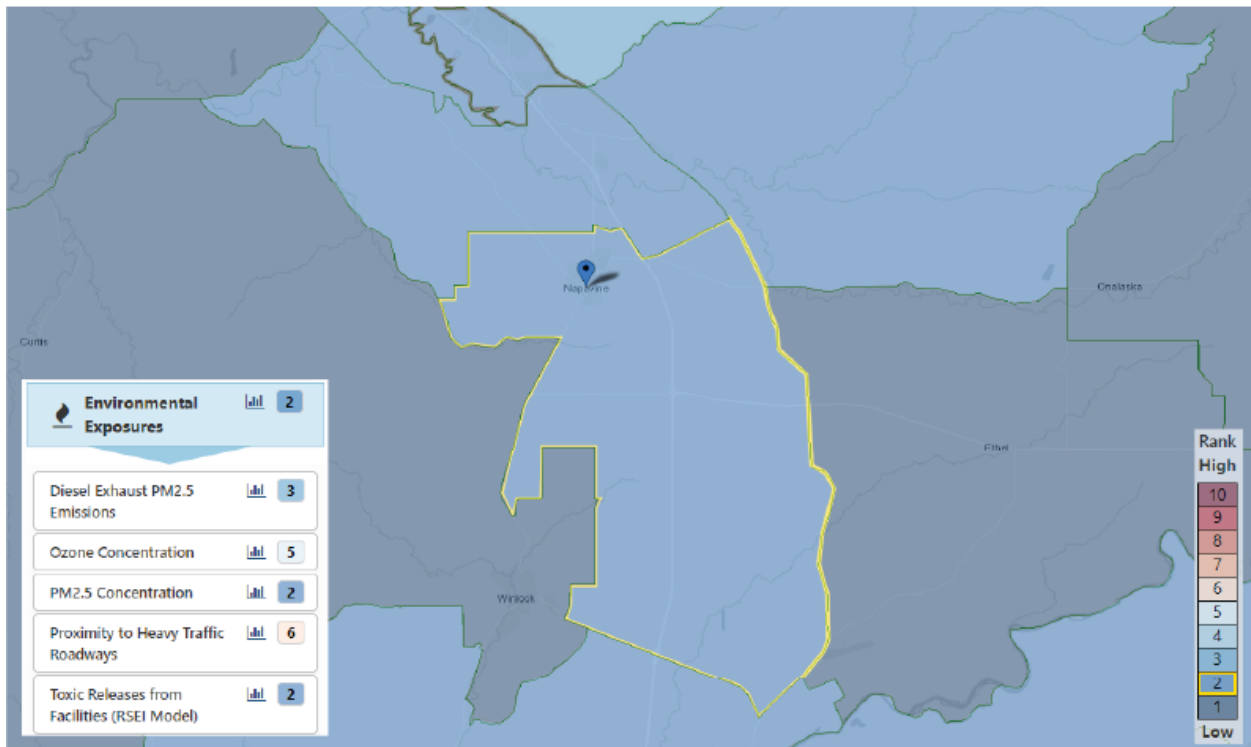 Napavine
Onalaska
Curtis
Ethel
Winlock
Environmental
Exposures
2
Diesel Exhaust PM2.5
Emissions
3
Ozone Concentration
5
PM2.5 Concentration
2
Proximity to Heavy Traffic
Roadways
6
Toxic Releases from
Facilities (RSEI Model)
2
Rank
High
10
9
8
7
6
5
4
3
2
1
Low